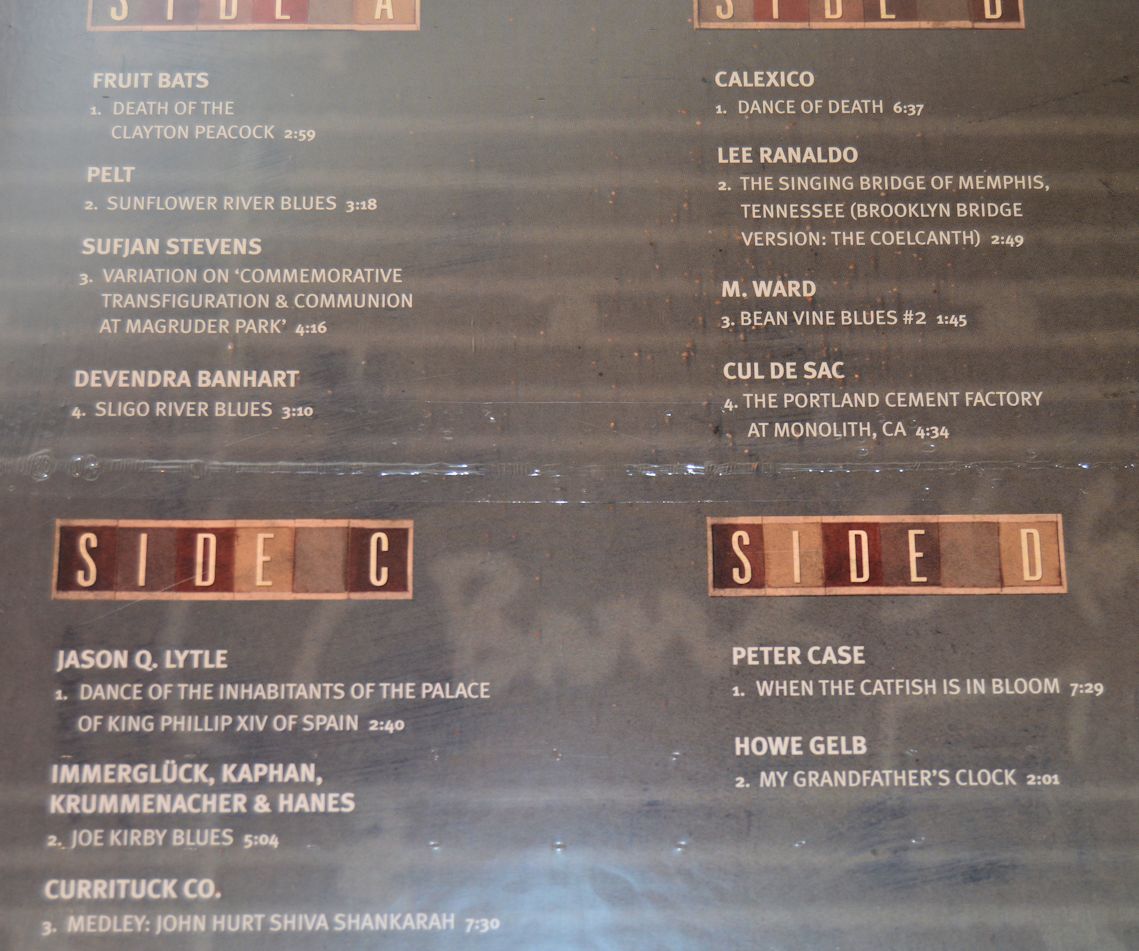 SIDE A
FRUIT BATS
1. DEATH OF THE
CLAYTON PEACOCK 2:59
PELT
2. SUNFLOWER RIVER BLUES 3:18
SUFJAN STEVENS
3. VARIATION ON ‘COMMEMORATIVE
TRANSFIGURATION & COMMUNION
AT MAGRUDER PARK’ 4:16
DEVENDRA BANHART
4. SLIGO RIVER BLUES 3:10
SIDE B
CALEXICO
1. DANCE OF DEATH 6:37
LEE RANALDO
2. THE SINGING BRIDGE OF MEMPHIS,
TENNESSEE (BROOKLYN BRIDGE
VERSION: THE COELCANTH) 2:49
M. WARD
3. BEAN VINE BLUES #2 1:45
CUL DE SAC
4. THE PORTLAND CEMENT FACTORY
AT MONOLITH, CA 4:34
SIDE C
JASON Q. LYTLE
1. DANCE OF THE INHABITANTS OF THE PALACE
OF KING PHILLIP XIV OF SPAIN 2:40
IMMERGLÜCK, KAPHAN,
KRUMMENACHER & HANES
2. JOE KIRBY BLUES 5:04
CURRITUCK CO.
3. MEDLEY: JOHN HURT SHIVA SHANKARAH 7:30
SIDE D
PETER CASE
1. WHEN THE CATFISH IS IN BLOOM 7:29
HOWE GELB
2. MY GRANDFATHER’S CLOCK 2:01